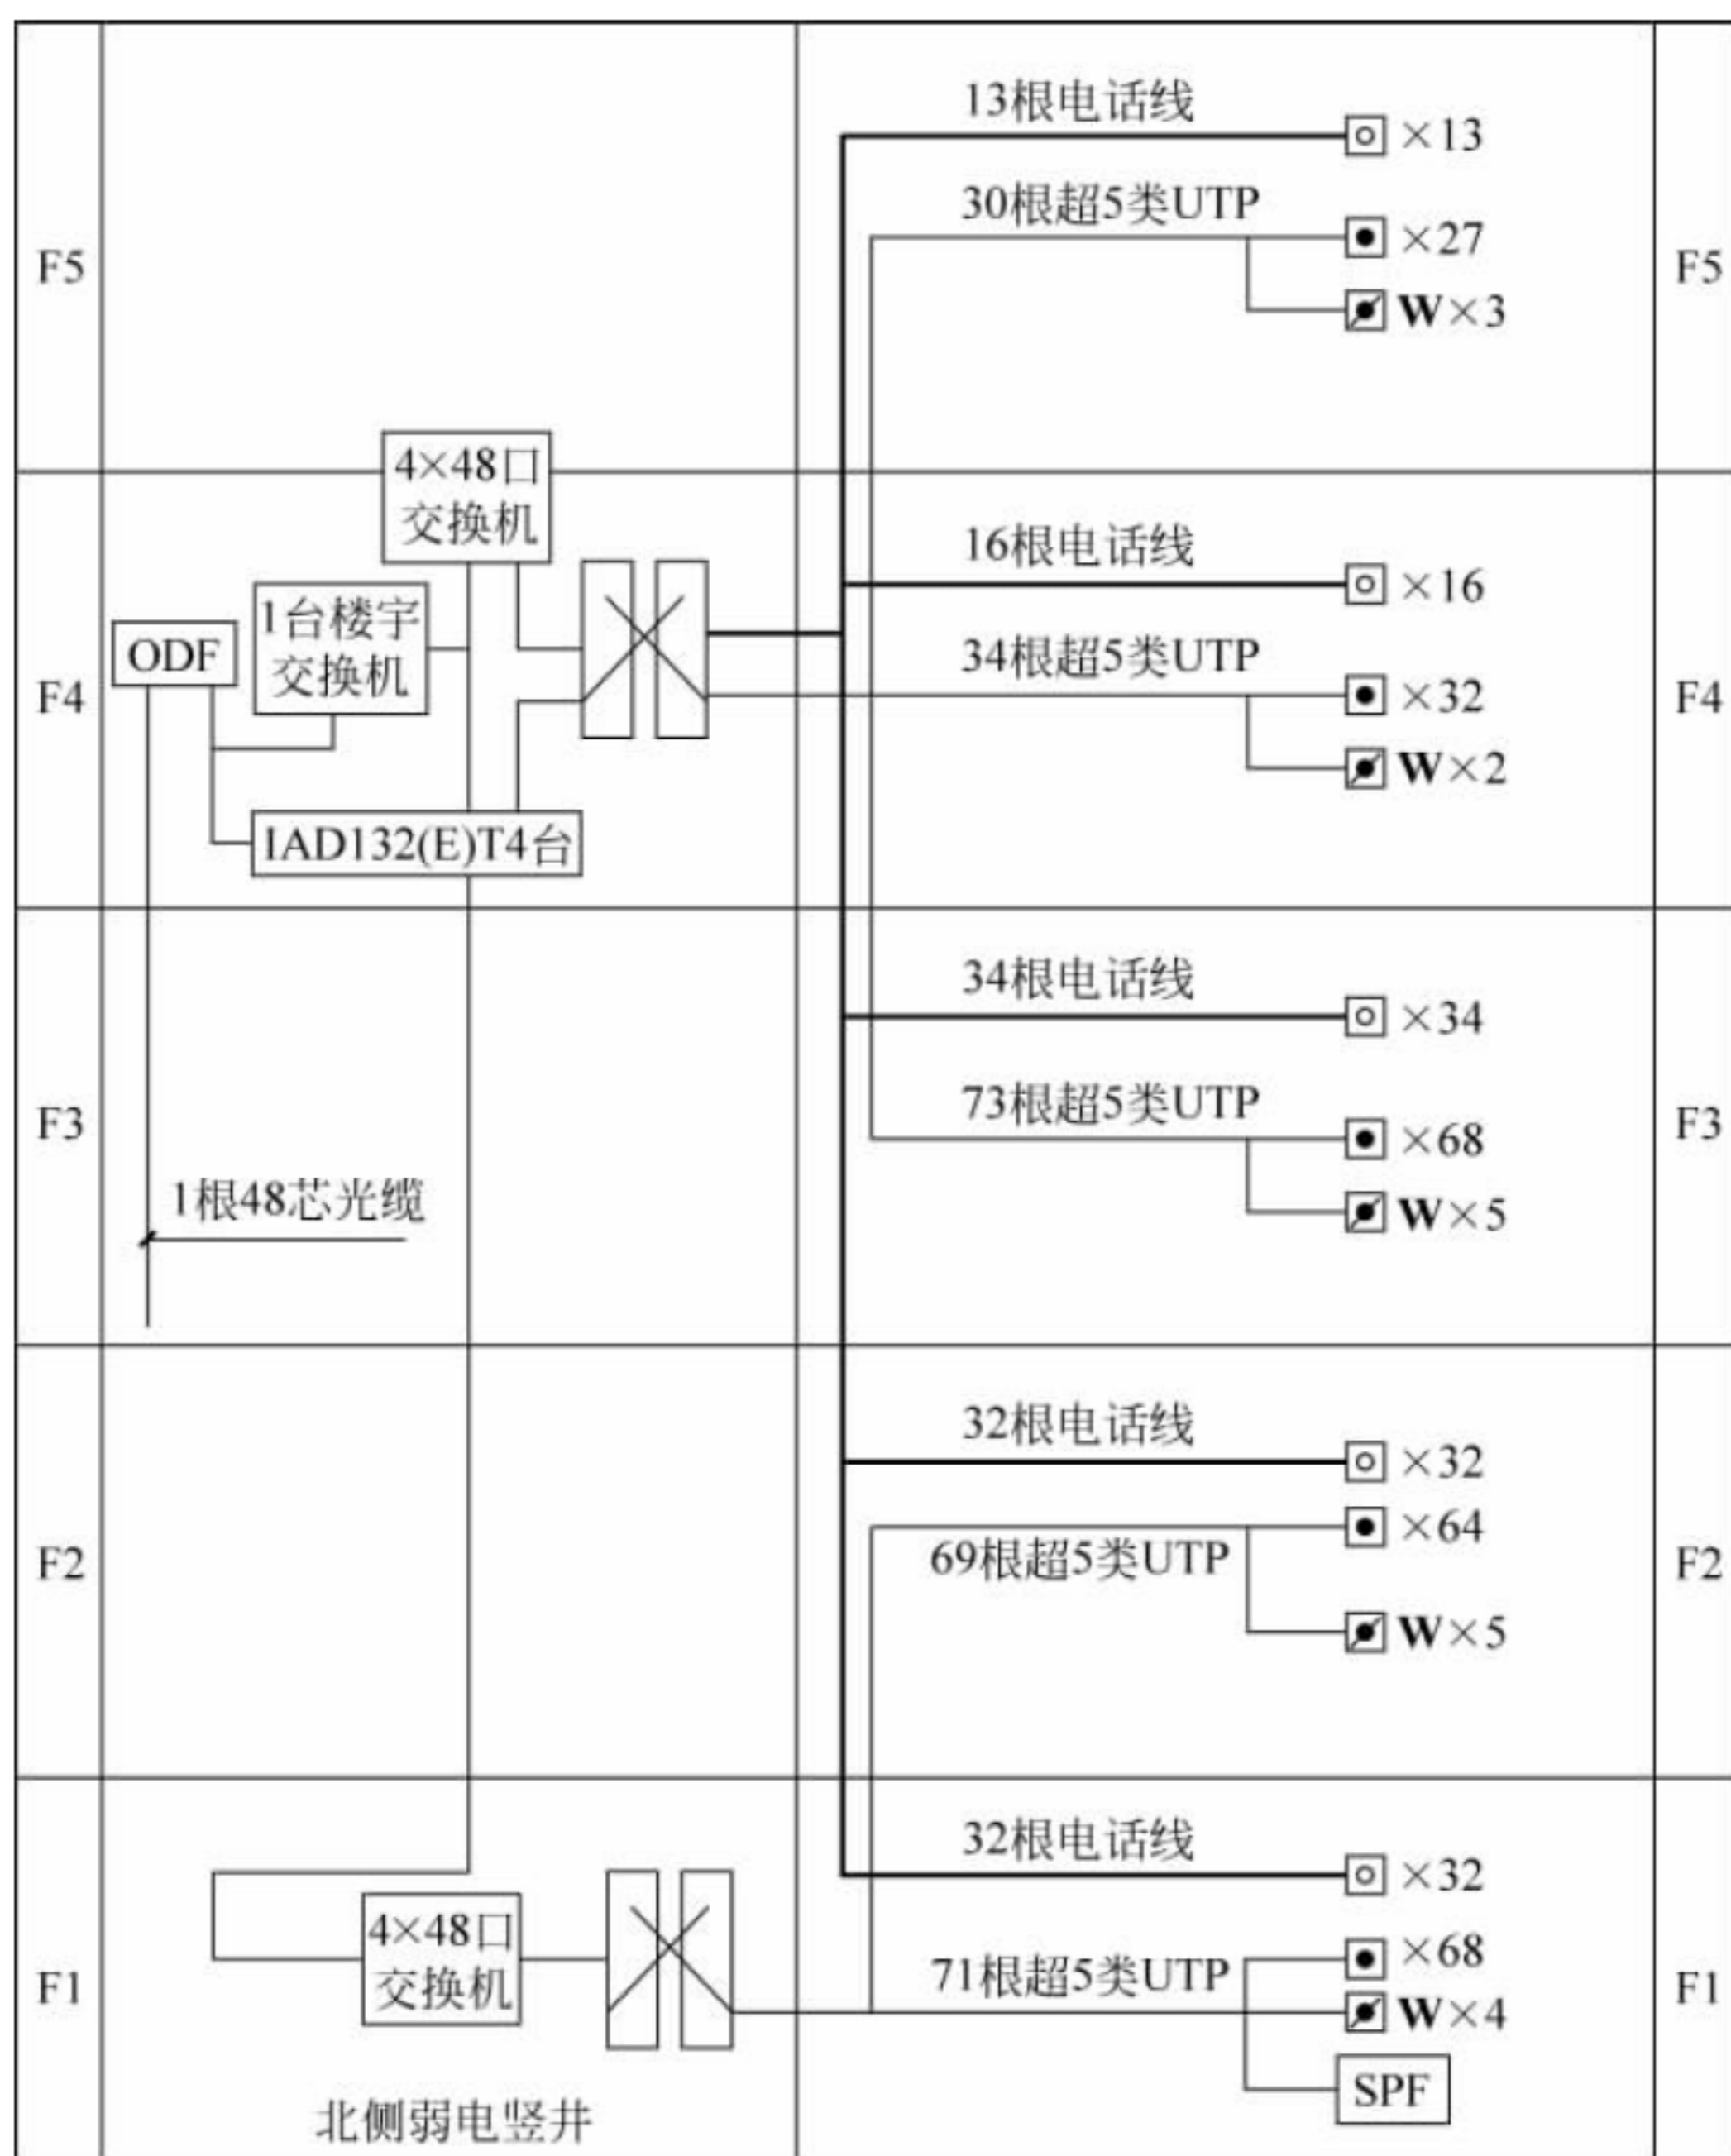 13根电话线
×13
30根超5类UTP
×27
F5
F5
W×3
4×48口
交换机
16根电话线
×16
1台楼宇
交换机
ODF
34根超5类UTP
×32
F4
F4
W×2
IAD132(E)T4台
34根电话线
×34
73根超5类UTP
×68
F3
F3
1根48芯光缆
W×5
32根电话线
×32
×64
69根超5类UTP
F2
F2
W×5
32根电话线
×32
4×48口
交换机
71根超5类UTP
×68
F1
F1
W×4
SPF
北侧弱电竖井